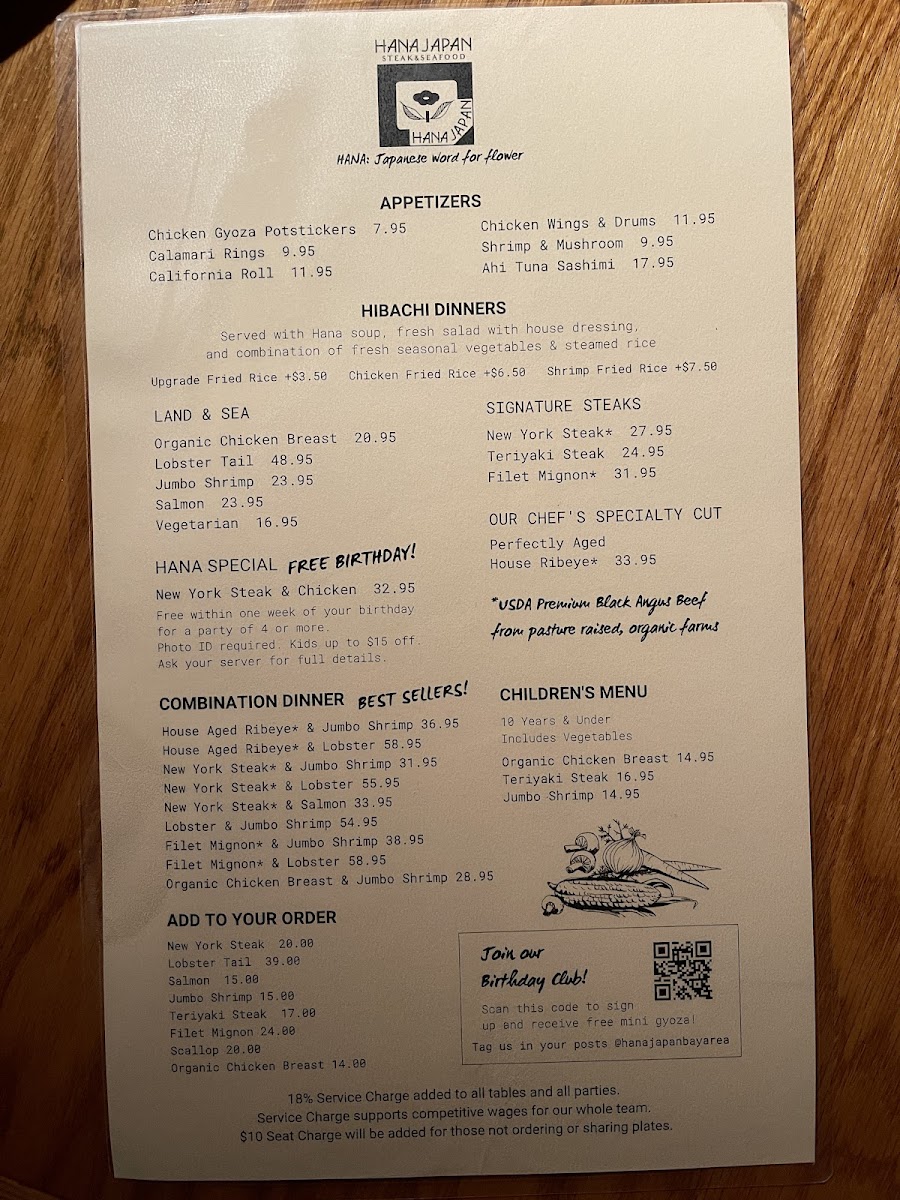 HANA JAPAN
STEAK&SEAFOOD
HANA JAPAN
HANA: Japanese word for flower
APPETIZERS
Chicken Gyoza Potstickers 7.95
Calamari Rings 9.95
California Roll 11.95
Chicken Wings & Drums 11.95
Shrimp & Mushroom 9.95
Ahi Tuna Sashimi 17.95
HIBACHI DINNERS
Served with Hana soup, fresh salad with house dressing,
and combination of fresh seasonal vegetables & steamed rice
Upgrade Fried Rice +$3.50 Chicken Fried Rice +$6.50 Shrimp Fried Rice +$7.50
LAND & SEA
Organic Chicken Breast 20.95
Lobster Tail 48.95
Jumbo Shrimp 23.95
Salmon 23.95
Vegetarian 16.95
SIGNATURE STEAKS
New York Steak* 27.95
Teriyaki Steak 24.95
Filet Mignon* 31.95
OUR CHEF'S SPECIALTY CUT
Perfectly Aged
House Ribeye* 33.95
*USDA Premium Black Angus Beef
from pasture raised, organic farms
HANA SPECIAL FREE BIRTHDAY!
New York Steak & Chicken 32.95
Free within one week of your birthday
for a party of 4 or more.
Photo ID required. Kids up to $15 off.
Ask your server for full details.
COMBINATION DINNER BEST SELLERS!
House Aged Ribeye* & Jumbo Shrimp 36.95
House Aged Ribeye* & Lobster 58.95
New York Steak* & Jumbo Shrimp 31.95
New York Steak* & Lobster 55.95
New York Steak* & Salmon 33.95
Lobster & Jumbo Shrimp 54.95
Filet Mignon* & Jumbo Shrimp 38.95
Filet Mignon* & Lobster 58.95
Organic Chicken Breast & Jumbo Shrimp 28.95
CHILDREN'S MENU
10 Years & Under
Includes Vegetables
Organic Chicken Breast 14.95
Teriyaki Steak 16.95
Jumbo Shrimp 14.95
ADD TO YOUR ORDER
New York Steak 20.00
Lobster Tail 39.00
Salmon 15.00
Jumbo Shrimp 15.00
Teriyaki Steak 17.00
Filet Mignon 24.00
Scallop 20.00
Organic Chicken Breast 14.00
Join our
Birthday Club!
Scan this code to sign
up and receive free mini gyoza!
Tag us in your posts @hanajapanbayarea
18% Service Charge added to all tables and all parties.
Service Charge supports competitive wages for our whole team.
$10 Seat Charge will be added for those not ordering or sharing plates.